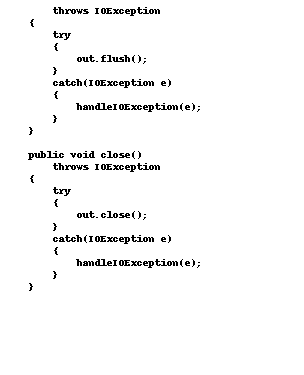 throws IOException
    {
        try
        {
            out.flush();
        }
        catch(IOException e)
        {
            handleIOException(e);
        }
    }

    public void close()
        throws IOException
    {
        try
        {
            out.close();
        }
        catch(IOException e)
        {
            handleIOException(e);
        }
    }